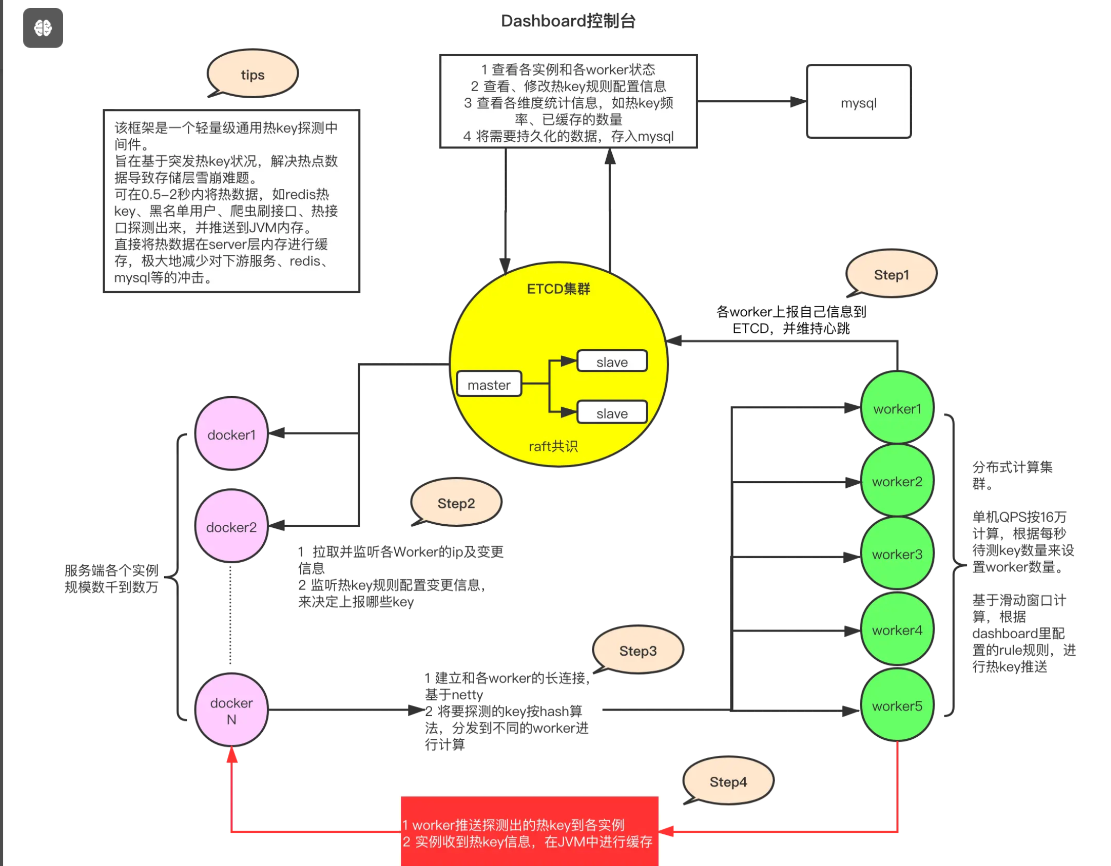 Dashboard控制台
1 查看各实例和各worker状态
2 查看、修改热key规则配置信息
3 查看各维度统计信息，如热key频
率、已缓存的数量
4 将需要持久化的数据，存入mysql
mysql
tips
该框架是一个轻量级通用热key探测中
间件。
旨在基于突发热key状况，解决热点数
据导致存储层雪崩难题。
可在0.5-2秒内将热数据，如redis热
key、黑名单用户、爬虫刷接口、热接
口探测出来，并推送到JVM内存。
直接将热数据在server层内存进行缓
存，极大地减少对下游服务、redis、
mysql等的冲击。
ETCD集群
master
slave
slave
raft共识
Step1
各worker上报自己信息到
ETCD，并维持心跳
docker1
docker2
docker
N
服务端各个实例
规模数千到数万
Step2
1 拉取并监听各Worker的ip及变更
信息
2 监听热key规则配置变更信息，
来决定上报哪些key
Step3
1 建立和各worker的长连接，
基于netty
2 将要探测的key按hash算
法，分发到不同的worker进
行计算
worker1
worker2
worker3
worker4
worker5
分布式计算集
群。
单机QPS按16万
计算，根据每秒
待测key数量来设
置worker数量。
基于滑动窗口计
算，根据
dashboard里配
置的rule规则，进
行热key推送
Step4
1 worker推送探测出的热key到各实例
2 实例收到热key信息，在JVM中进行缓存